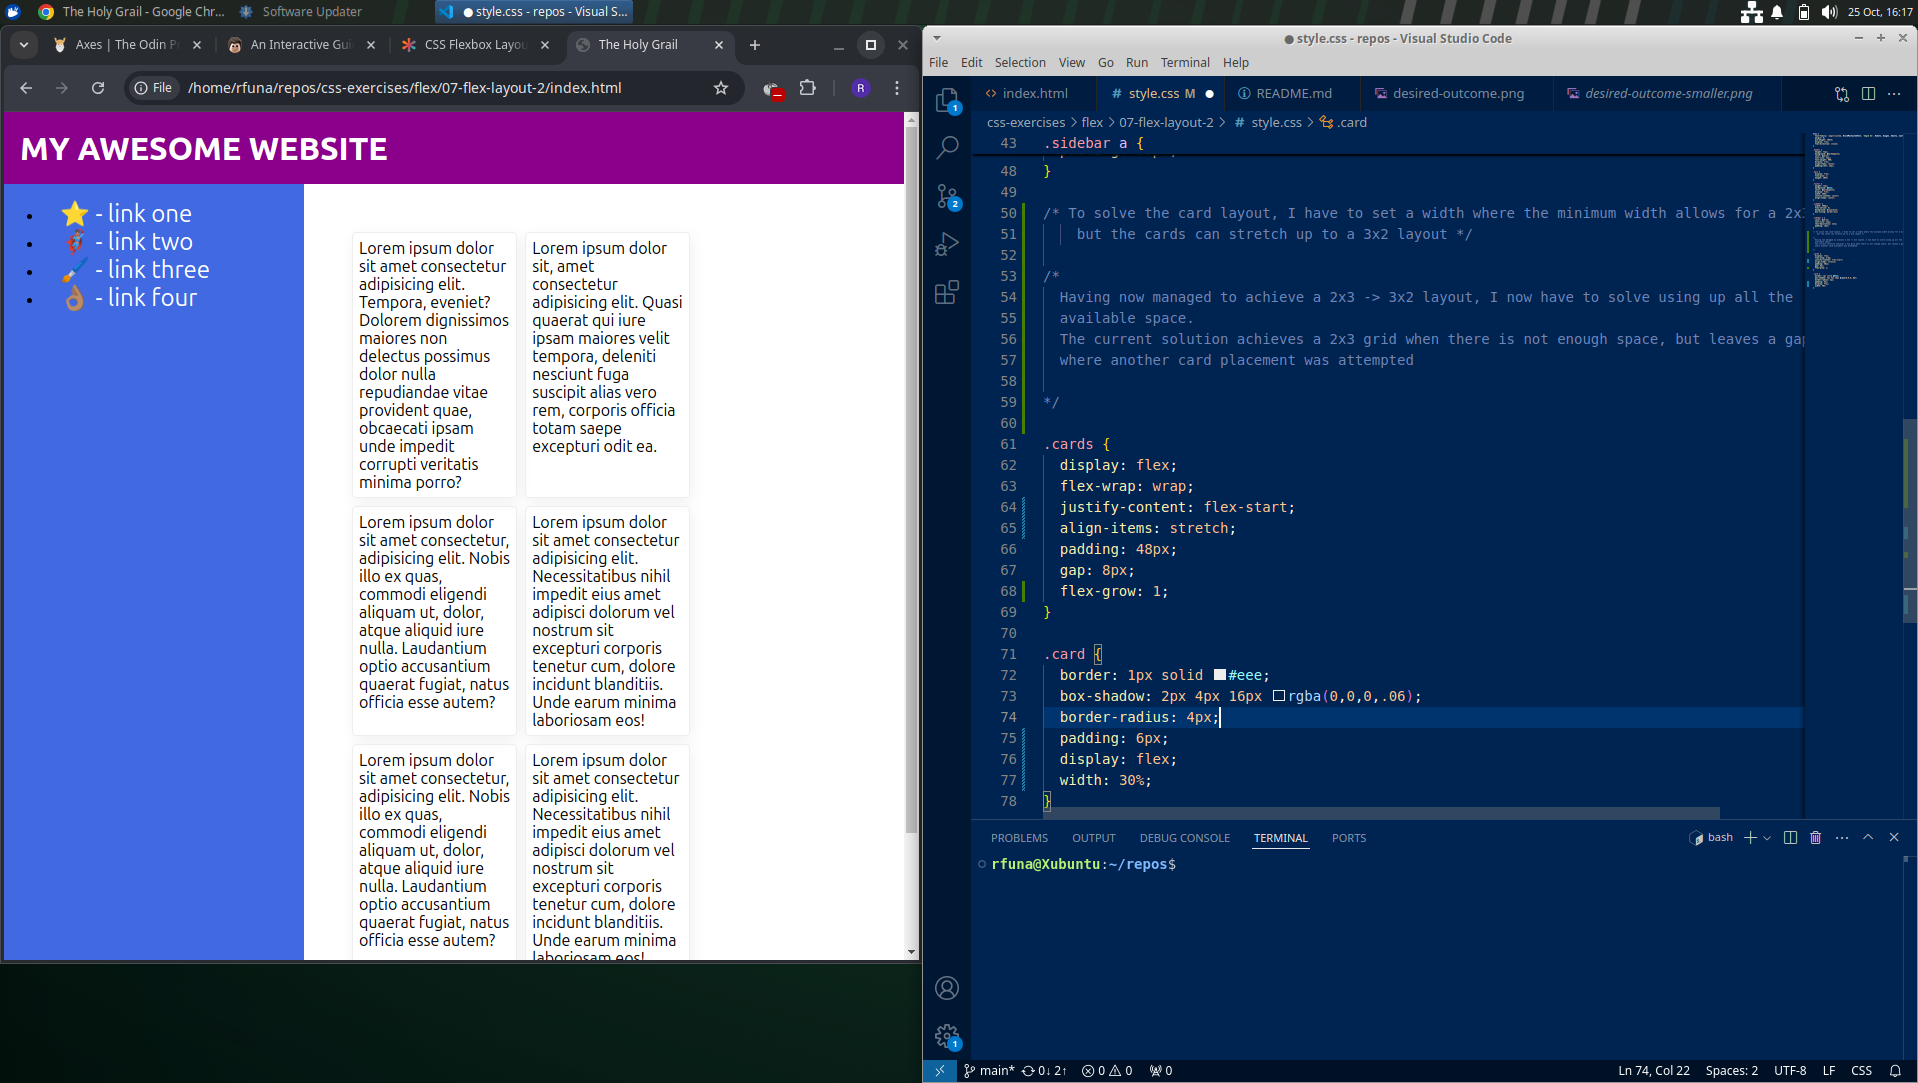 The Holy Grail - Google Chr...
Software Updater
style.css - repos - Visual S...
25 Oct, 16:17
Axes | The Odin P
An Interactive Gui
CSS Flexbox Layou
The Holy Grail
File
/home/rfuna/repos/css-exercises/flex/07-flex-layout-2/index.html
R
MY AWESOME WEBSITE
⭐ - link one
🦸🏽‍♀️ - link two
🖌️ - link three
👌🏽 - link four
Lorem ipsum dolor
sit amet consectetur
adipisicing elit.
Tempora, eveniet?
Dolorem dignissimos
maiores non
delectus possimus
dolor nulla
repudiandae vitae
provident quae,
obcaecati ipsam
unde impedit
corrupti veritatis
minima porro?
Lorem ipsum dolor
sit, amet
consectetur
adipisicing elit. Quasi
quaerat qui iure
ipsam maiores velit
tempora, deleniti
nesciunt fuga
suscipit alias vero
rem, corporis officia
totam saepe
excepturi odit ea.
Lorem ipsum dolor
sit amet consectetur,
adipisicing elit. Nobis
illo ex quas,
commodi eligendi
aliquam ut, dolor,
atque aliquid iure
nulla. Laudantium
optio accusantium
quaerat fugiat, natus
officia esse autem?
Lorem ipsum dolor
sit amet consectetur
adipisicing elit.
Necessitatibus nihil
impedit eius amet
adipisci dolorum vel
nostrum sit
excepturi corporis
tenetur cum, dolore
incidunt blanditiis.
Unde earum minima
laboriosam eos!
Lorem ipsum dolor
sit amet consectetur,
adipisicing elit. Nobis
illo ex quas,
commodi eligendi
aliquam ut, dolor,
atque aliquid iure
nulla. Laudantium
optio accusantium
quaerat fugiat, natus
officia esse autem?
Lorem ipsum dolor
sit amet consectetur
adipisicing elit.
Necessitatibus nihil
impedit eius amet
adipisci dolorum vel
nostrum sit
excepturi corporis
tenetur cum, dolore
incidunt blanditiis.
Unde earum minima
laboriosam eos!
● style.css - repos - Visual Studio Code
File Edit Selection View Go Run Terminal Help
index.html
# style.css M
README.md
desired-outcome.png
desired-outcome-smaller.png
css-exercises > flex > 07-flex-layout-2 > # style.css > .card
43 .sidebar a {
48 }
49
50 /* To solve the card layout, I have to set a width where the minimum width allows for a 2x
51 but the cards can stretch up to a 3x2 layout */
52
53 /*
54 Having now managed to achieve a 2x3 -> 3x2 layout, I now have to solve using up all the
55 available space.
56 The current solution achieves a 2x3 grid when there is not enough space, but leaves a ga
57 where another card placement was attempted
58
59 */
60
61 .cards {
62 display: flex;
63 flex-wrap: wrap;
64 justify-content: flex-start;
65 align-items: stretch;
66 padding: 48px;
67 gap: 8px;
68 flex-grow: 1;
69 }
70
71 .card {
72 border: 1px solid #eee;
73 box-shadow: 2px 4px 16px rgba(0,0,0,.06);
74 border-radius: 4px;
75 padding: 6px;
76 display: flex;
77 width: 30%;
78 }
1
2
1
PROBLEMS OUTPUT DEBUG CONSOLE TERMINAL PORTS
bash
rfuna@Xubuntu:~/repos$
main* 0↓ 2↑ 0 0 0
Ln 74, Col 22 Spaces: 2 UTF-8 LF CSS